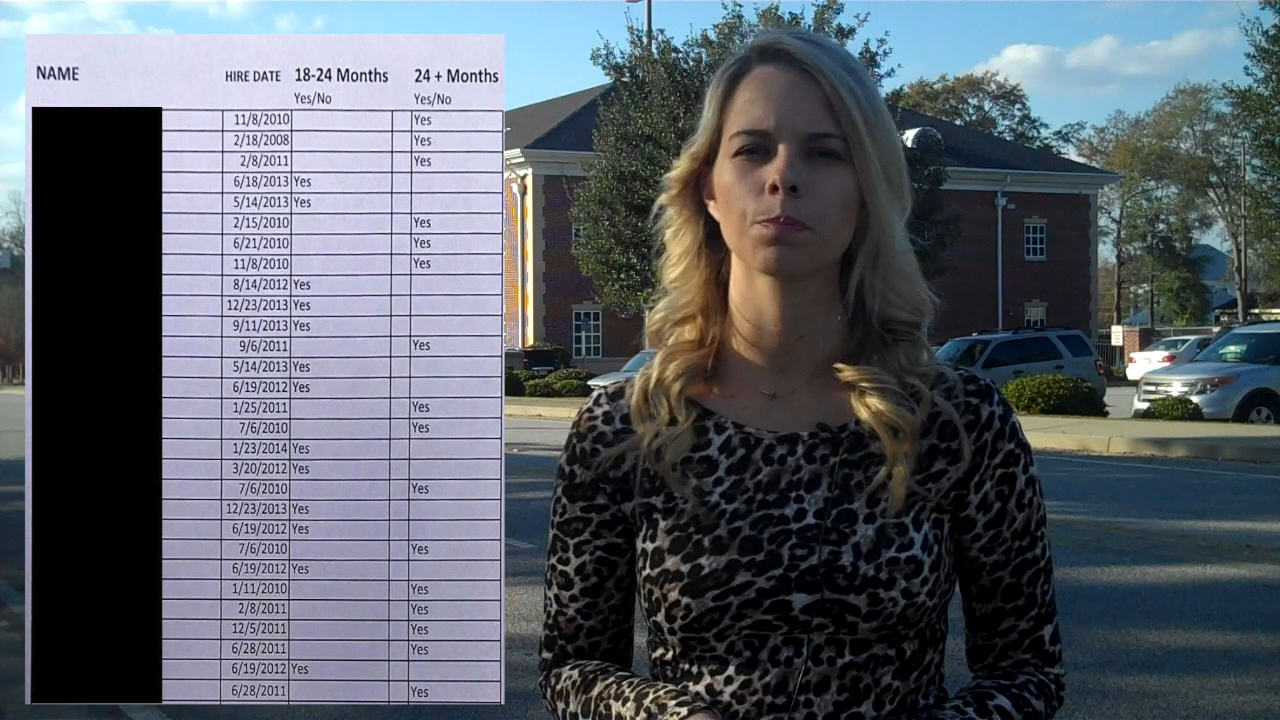 NAME HIRE DATE 18-24 Months 24 + Months
Yes/No Yes/No
11/8/2010 Yes
2/18/2008 Yes
2/8/2011 Yes
6/18/2013 Yes
5/14/2013 Yes
2/15/2010 Yes
6/21/2010 Yes
11/8/2010 Yes
8/14/2012 Yes
12/23/2013 Yes
9/11/2013 Yes
9/6/2011 Yes
5/14/2013 Yes
6/19/2012 Yes
1/25/2011 Yes
7/6/2010 Yes
1/23/2014 Yes
3/20/2012 Yes
7/6/2010 Yes
12/23/2013 Yes
6/19/2012 Yes
7/6/2010 Yes
6/19/2012 Yes
1/11/2010 Yes
2/8/2011 Yes
12/5/2011 Yes
6/28/2011 Yes
6/19/2012 Yes
6/28/2011 Yes